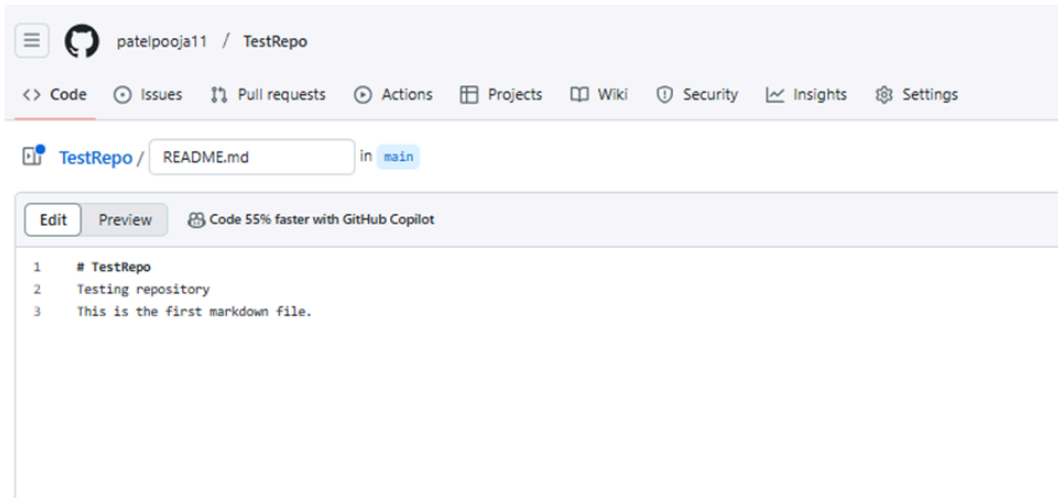 patelpooja11 / TestRepo
Code Issues Pull requests Actions Projects Wiki Security Insights Settings
TestRepo / README.md in main
Edit Preview Code 55% faster with GitHub Copilot
1 # TestRepo
2 Testing repository
3 This is the first markdown file.